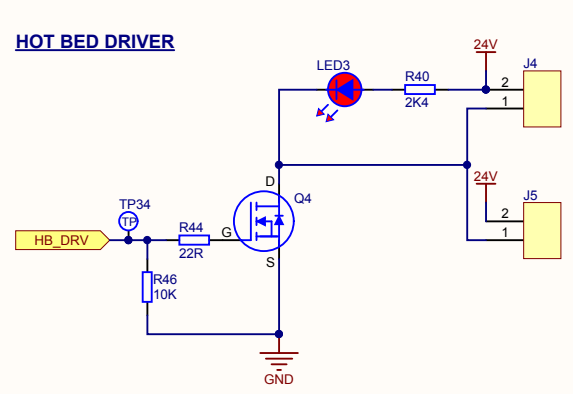 HOT BED DRIVER
24V
J4
LED3
R40
2
2K4
1
D
24V
J5
Q4
TP34
TP
R44
2
HB_DRV
G
1
22R
S
R46
10K
GND